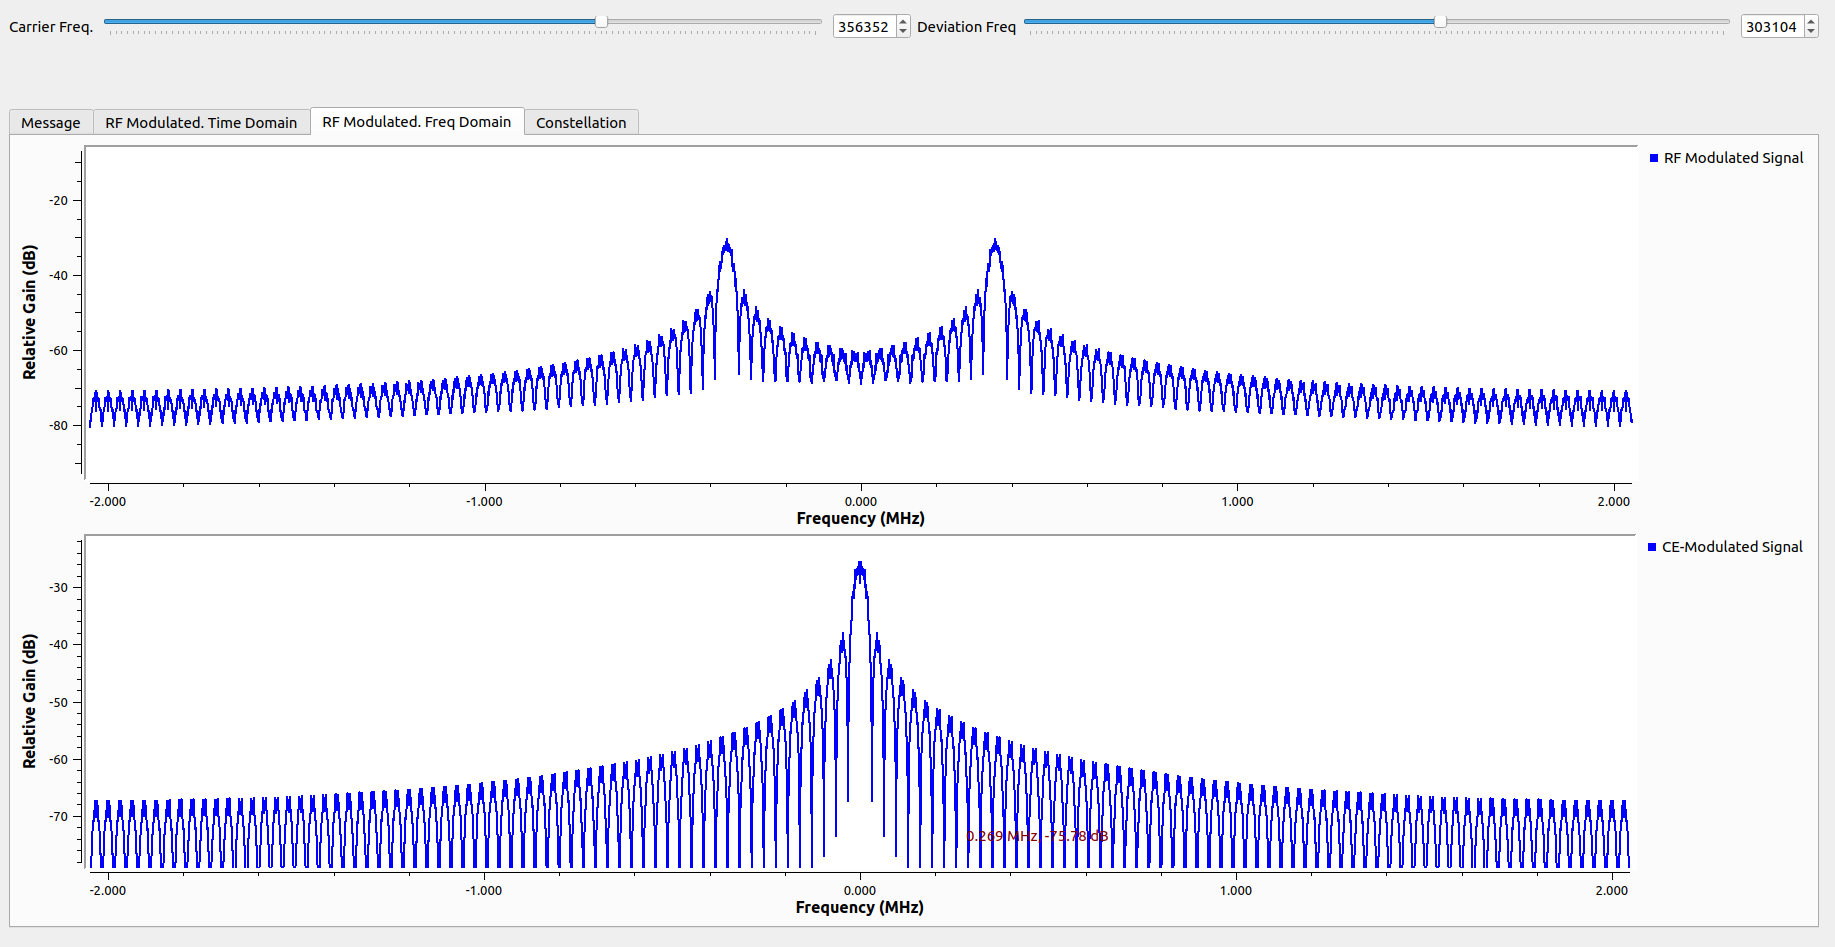 Carrier Freq. 356352 Deviation Freq 303104
Message RF Modulated. Time Domain RF Modulated. Freq Domain Constellation
RF Modulated Signal
Relative Gain (dB)
-20
-40
-60
-80
-2.000 -1.000 0.000 1.000 2.000
Frequency (MHz)
CE-Modulated Signal
Relative Gain (dB)
-30
-40
-50
-60
-70
0.269 MHz, -75.78 dB
-2.000 -1.000 0.000 1.000 2.000
Frequency (MHz)